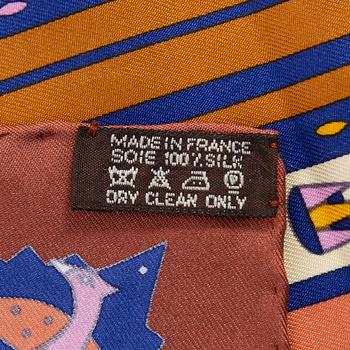 MADE IN FRANCE
SOIE 100% SILK
DRY CLEAN ONLY